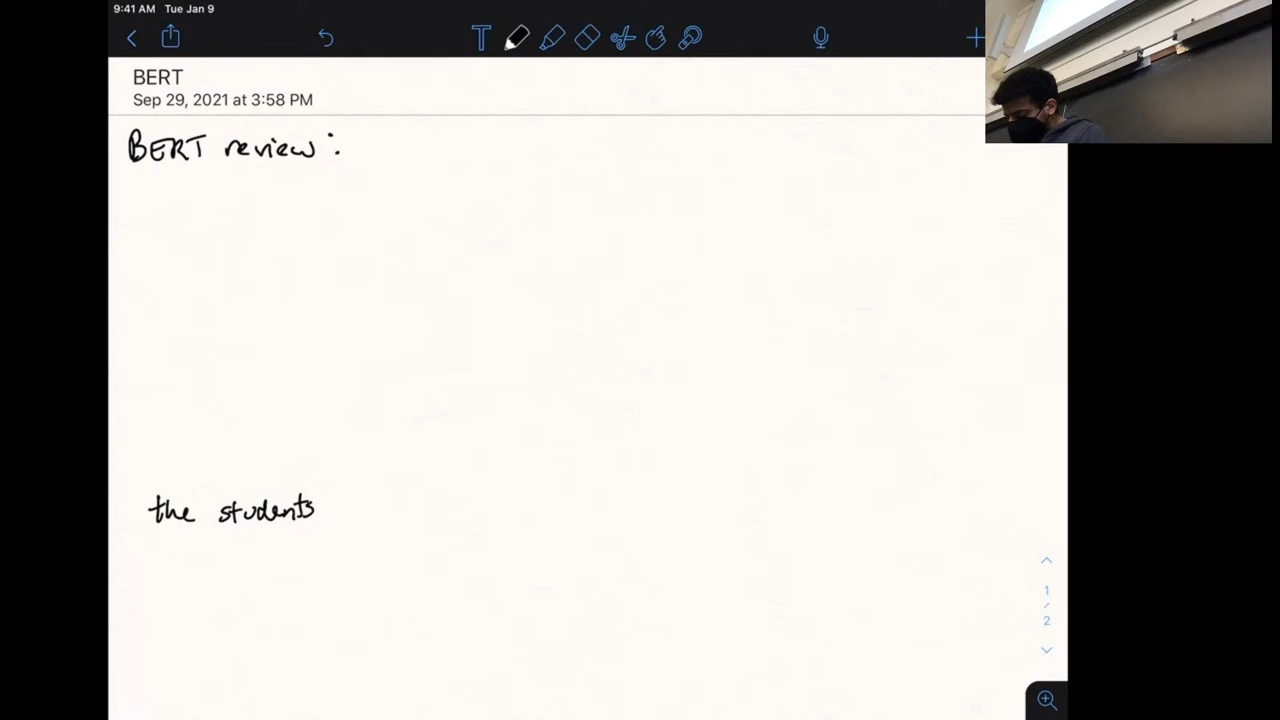 9:41 AM Tue Jan 9
T
BERT
Sep 29, 2021 at 3:58 PM
BERT review :
the students
1
/
2